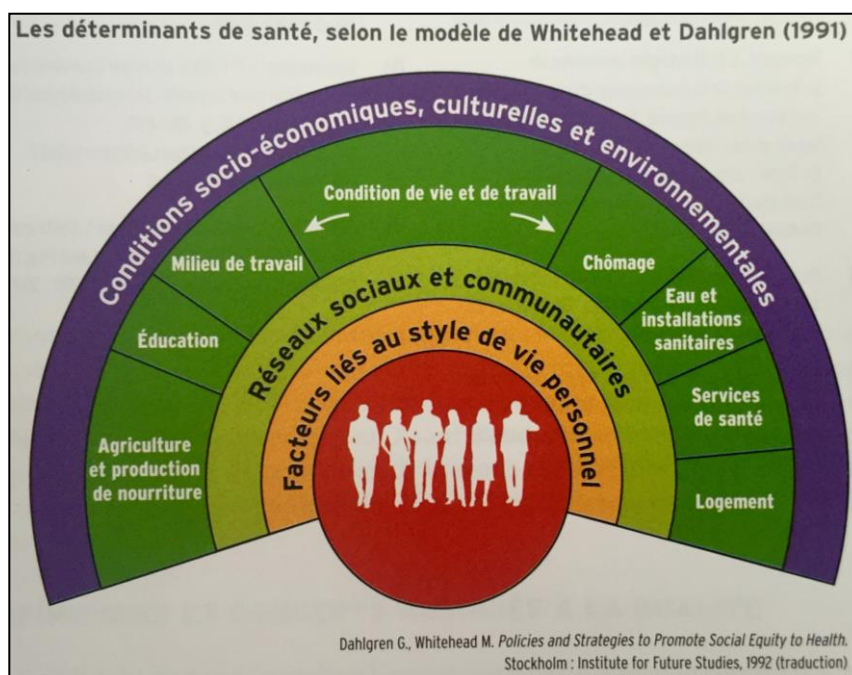 Les déterminants de santé, selon le modèle de Whitehead et Dahlgren (1991)
Conditions socio-économiques, culturelles et environnementales
Condition de vie et de travail
Milieu de travail
Chômage
Éducation
Eau et
installations
sanitaires
Agriculture
et production
de nourriture
Services
de santé
Logement
Réseaux sociaux et communautaires
Facteurs liés au style de vie personnel
Dahlgren G., Whitehead M. Policies and Strategies to Promote Social Equity to Health.
Stockholm : Institute for Future Studies, 1992 (traduction)